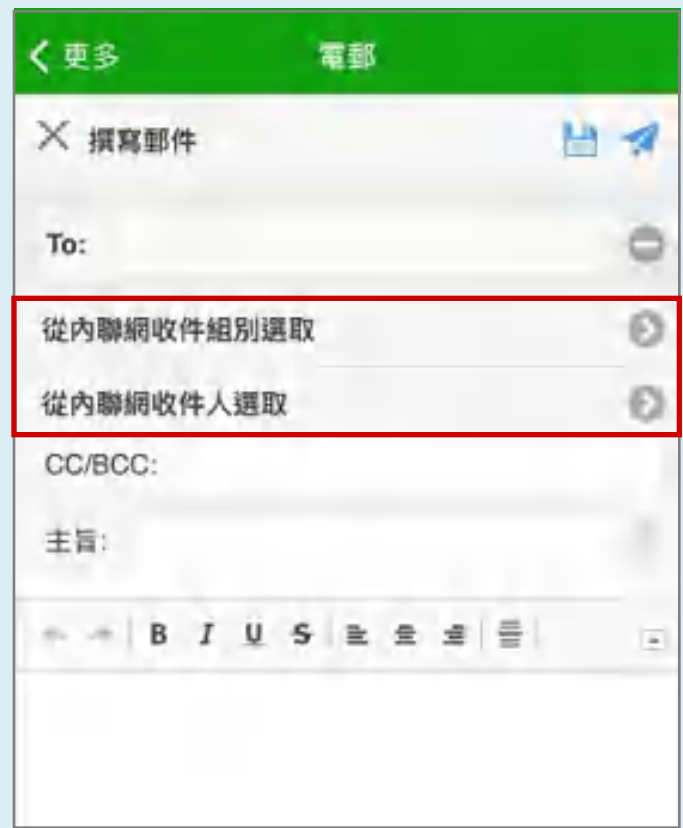 更多 電郵
撰寫郵件
To:
從內聯網收件組別選取
從內聯網收件人選取
CC/BCC:
主旨:
B I U S